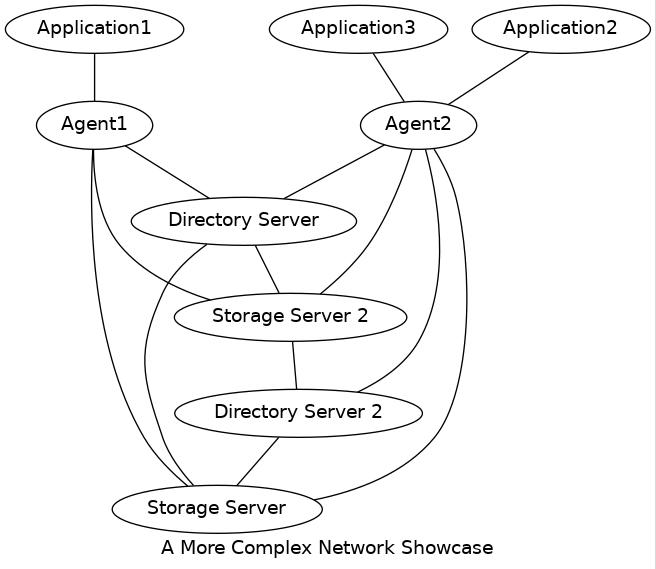 Application1
Application3
Application2
Agent1
Agent2
Directory Server
Storage Server 2
Directory Server 2
Storage Server
A More Complex Network Showcase